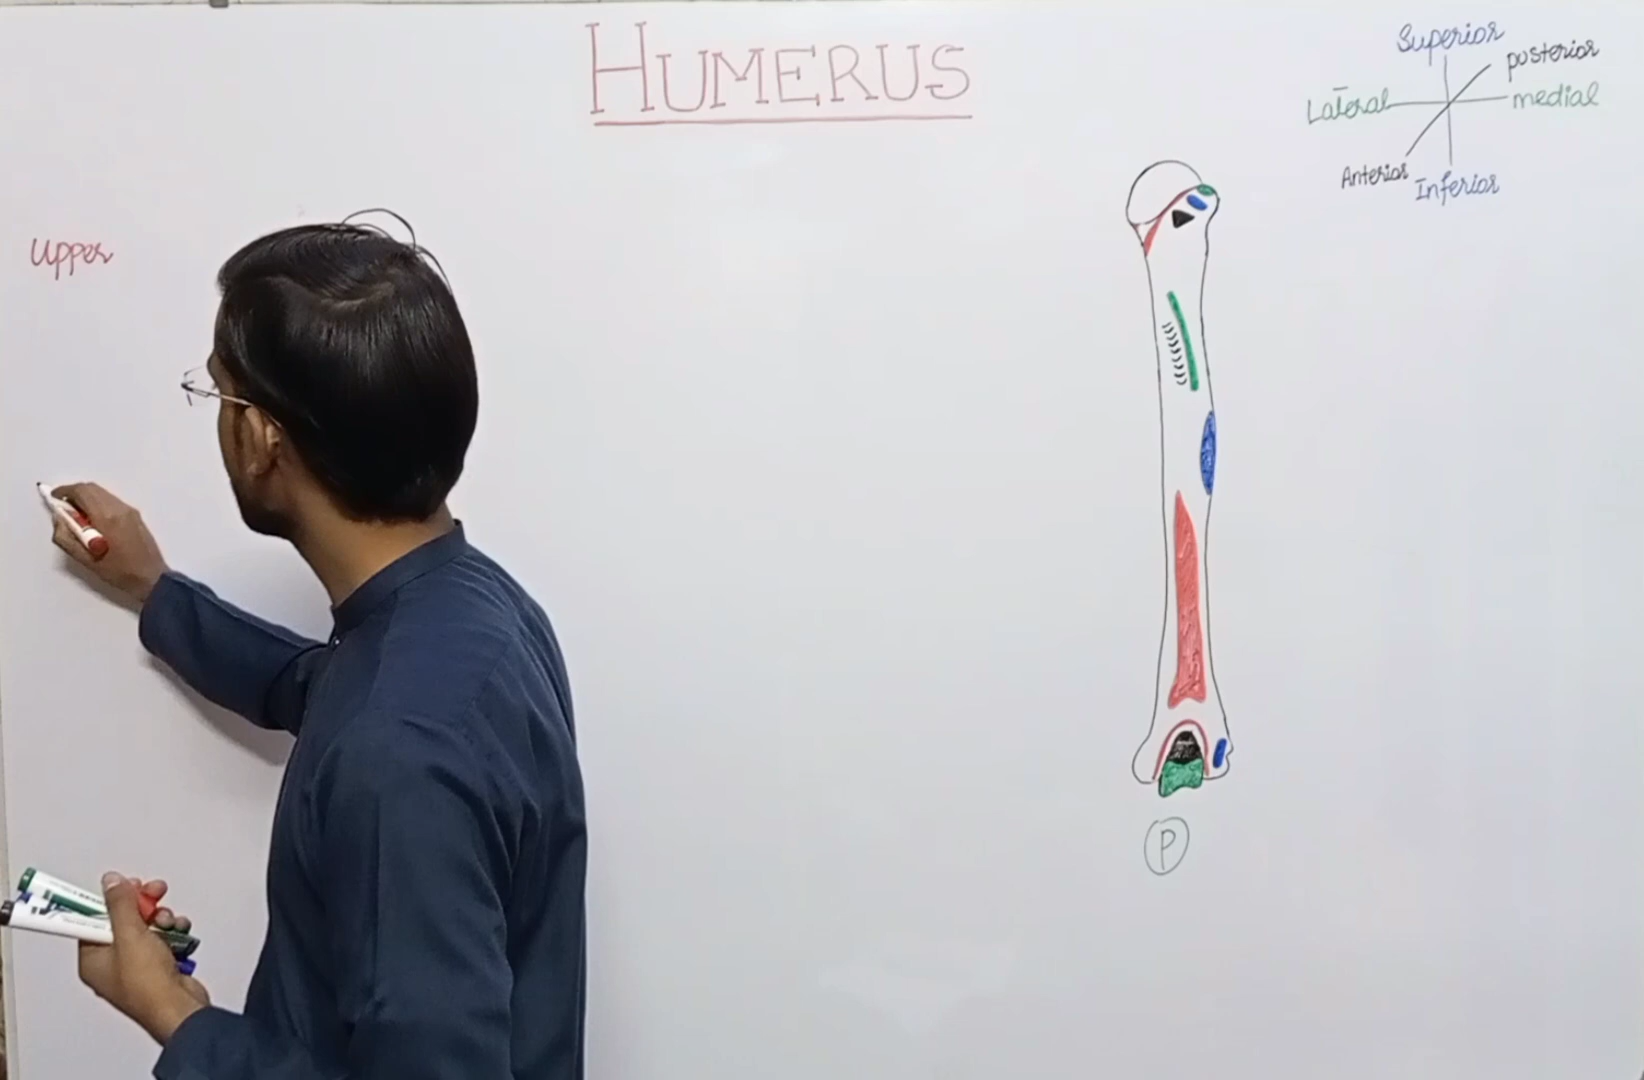 HUMERUS
Superior
posterior
Lateral
medial
Anterior
Inferior
Upper
P